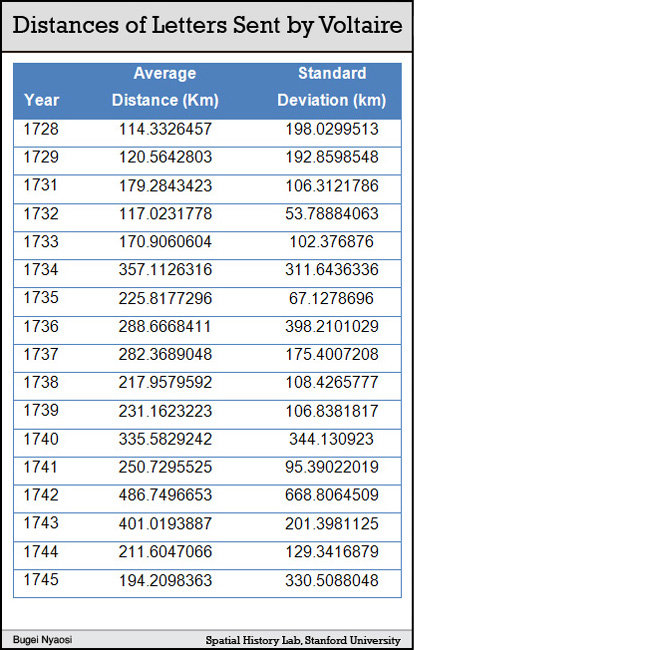 Distances of Letters Sent by Voltaire
Year Average Distance (Km) Standard Deviation (km)
1728 114.3326457 198.0299513
1729 120.5642803 192.8598548
1731 179.2843423 106.3121786
1732 117.0231778 53.78884063
1733 170.9060604 102.376876
1734 357.1126316 311.6436336
1735 225.8177296 67.1278696
1736 288.6668411 398.2101029
1737 282.3689048 175.4007208
1738 217.9579592 108.4265777
1739 231.1623223 106.8381817
1740 335.5829242 344.130923
1741 250.7295525 95.39022019
1742 486.7496653 668.8064509
1743 401.0193887 201.3981125
1744 211.6047066 129.3416879
1745 194.2098363 330.5088048
Bugei Nyaosi Spatial History Lab, Stanford University